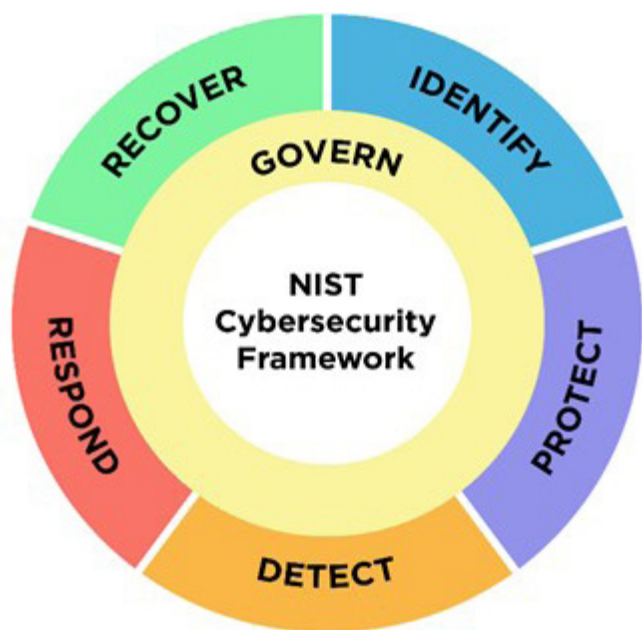 RECOVER
IDENTIFY
GOVERN
NIST
Cybersecurity
Framework
RESPOND
PROTECT
DETECT